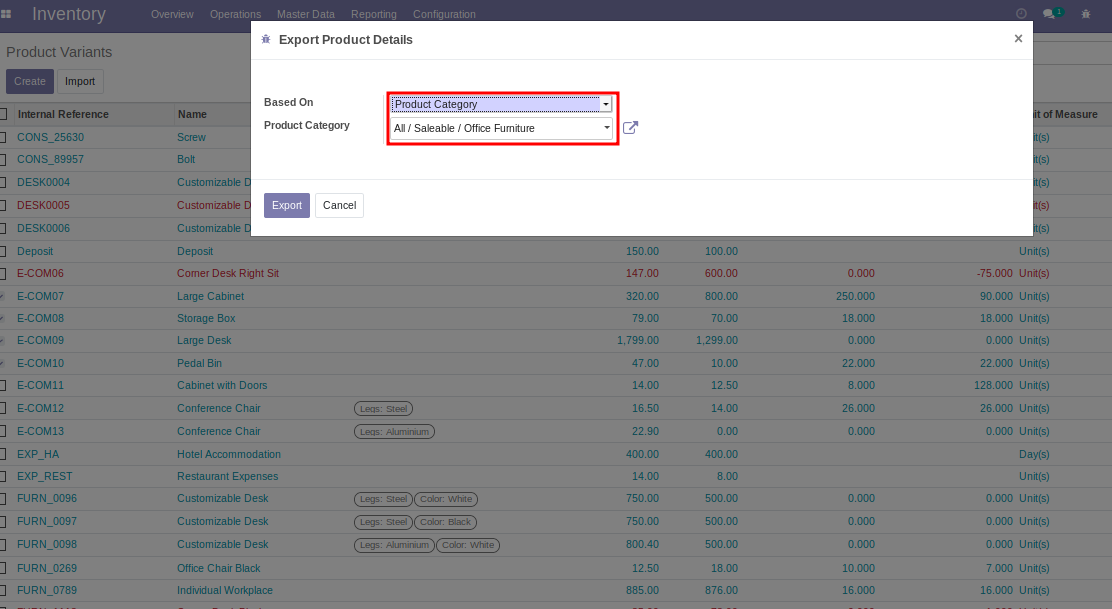 Inventory Overview Operations Master Data Reporting Configuration 1
Product Variants
Export Product Details ×
Create Import
Based On Product Category
Product Category All / Saleable / Office Furniture
Export Cancel
Internal Reference Name it of Measure
CONS_25630 Screw it(s)
CONS_89957 Bolt it(s)
DESK0004 Customizable D it(s)
DESK0005 Customizable D it(s)
DESK0006 Customizable D it(s)
Deposit Deposit 150.00 100.00 Unit(s)
E-COM06 Corner Desk Right Sit 147.00 600.00 0.000 -75.000 Unit(s)
E-COM07 Large Cabinet 320.00 800.00 250.000 90.000 Unit(s)
E-COM08 Storage Box 79.00 70.00 18.000 18.000 Unit(s)
E-COM09 Large Desk 1,799.00 1,299.00 0.000 0.000 Unit(s)
E-COM10 Pedal Bin 47.00 10.00 22.000 22.000 Unit(s)
E-COM11 Cabinet with Doors 14.00 12.50 8.000 128.000 Unit(s)
E-COM12 Conference Chair Legs: Steel 16.50 14.00 26.000 26.000 Unit(s)
E-COM13 Conference Chair Legs: Aluminium 22.90 0.00 0.000 0.000 Unit(s)
EXP_HA Hotel Accommodation 400.00 400.00 Day(s)
EXP_REST Restaurant Expenses 14.00 8.00 Unit(s)
FURN_0096 Customizable Desk Legs: Steel Color: White 750.00 500.00 0.000 0.000 Unit(s)
FURN_0097 Customizable Desk Legs: Steel Color: Black 750.00 500.00 0.000 0.000 Unit(s)
FURN_0098 Customizable Desk Legs: Aluminium Color: White 800.40 500.00 0.000 0.000 Unit(s)
FURN_0269 Office Chair Black 12.50 18.00 10.000 7.000 Unit(s)
FURN_0789 Individual Workplace 885.00 876.00 16.000 16.000 Unit(s)